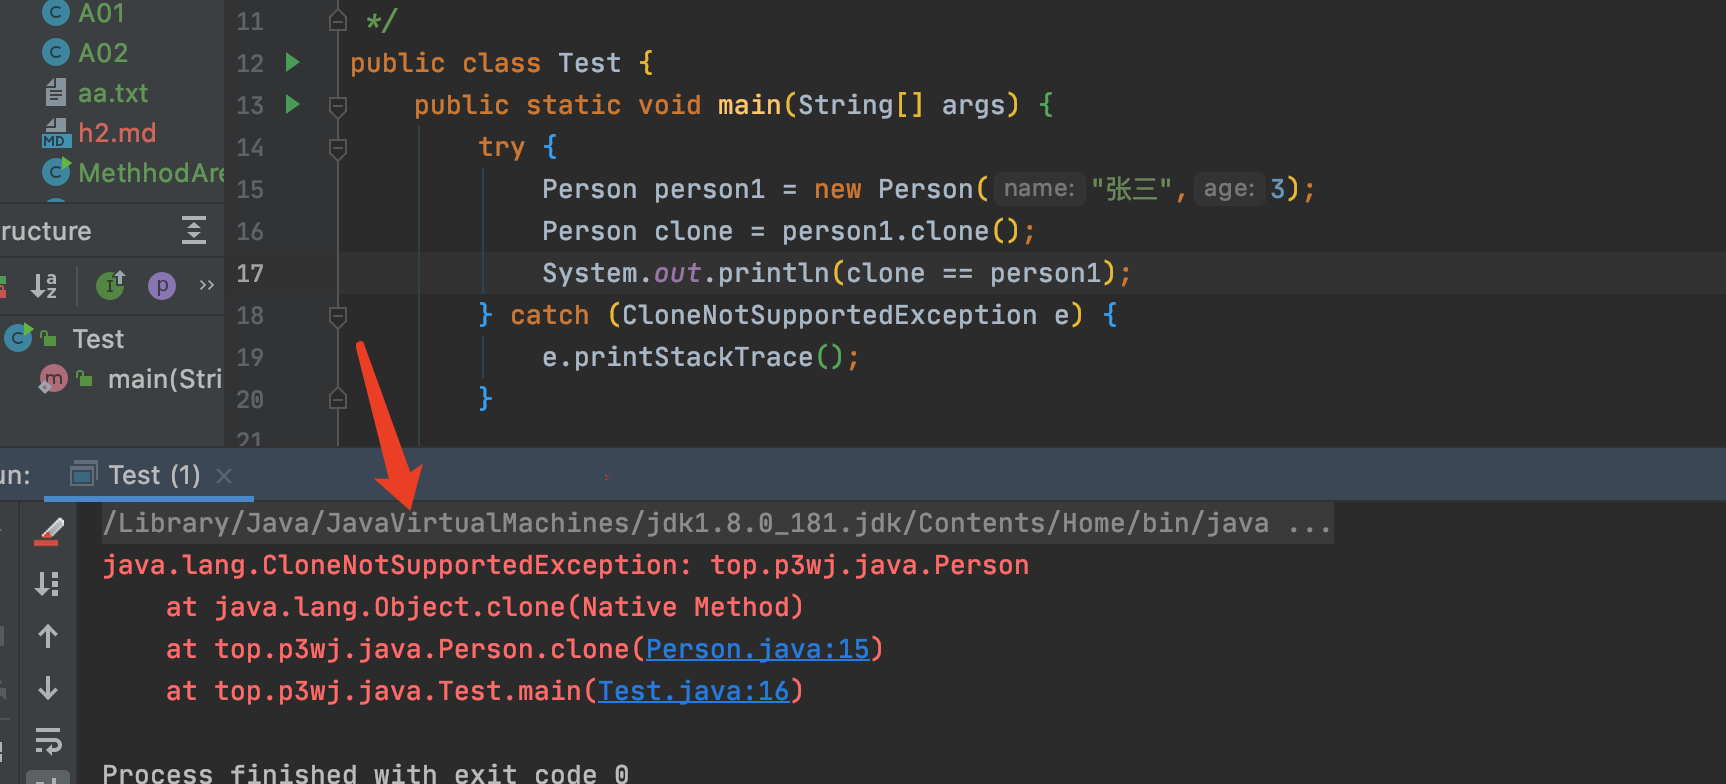 A01
A02
aa.txt
MD h2.md
MethhodAre
ructure
Test
main(Stri
11 */
12 public class Test {
13 public static void main(String[] args) {
14 try {
15 Person person1 = new Person( name: "张三", age: 3);
16 Person clone = person1.clone();
17 System.out.println(clone == person1);
18 } catch (CloneNotSupportedException e) {
19 e.printStackTrace();
20 }
21
un: Test (1)
/Library/Java/JavaVirtualMachines/jdk1.8.0_181.jdk/Contents/Home/bin/java ...
java.lang.CloneNotSupportedException: top.p3wj.java.Person
at java.lang.Object.clone(Native Method)
at top.p3wj.java.Person.clone(Person.java:15)
at top.p3wj.java.Test.main(Test.java:16)
Process finished with exit code 0